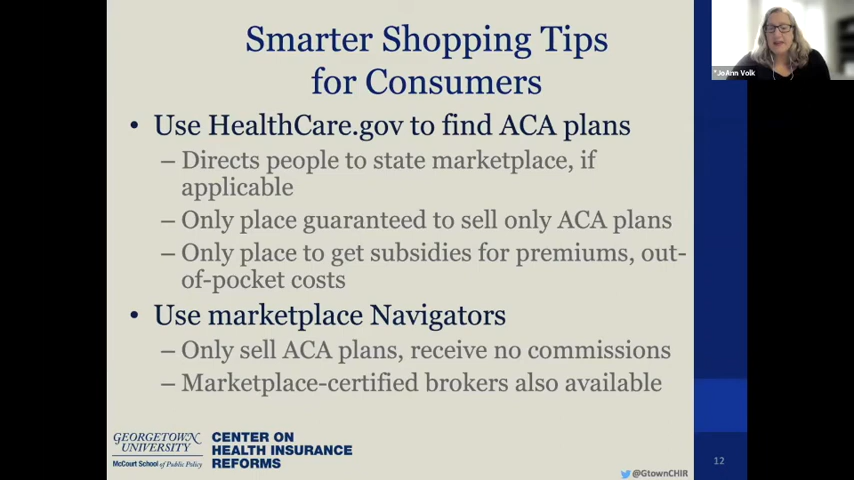 Smarter Shopping Tips
for Consumers
• Use HealthCare.gov to find ACA plans
– Directs people to state marketplace, if
applicable
– Only place guaranteed to sell only ACA plans
– Only place to get subsidies for premiums, out-
of-pocket costs
• Use marketplace Navigators
– Only sell ACA plans, receive no commissions
– Marketplace-certified brokers also available
GEORGETOWN
UNIVERSITY
McCourt School of Public Policy
CENTER ON
HEALTH INSURANCE
REFORMS
@GtownCHIR
12
*JoAnn Volk